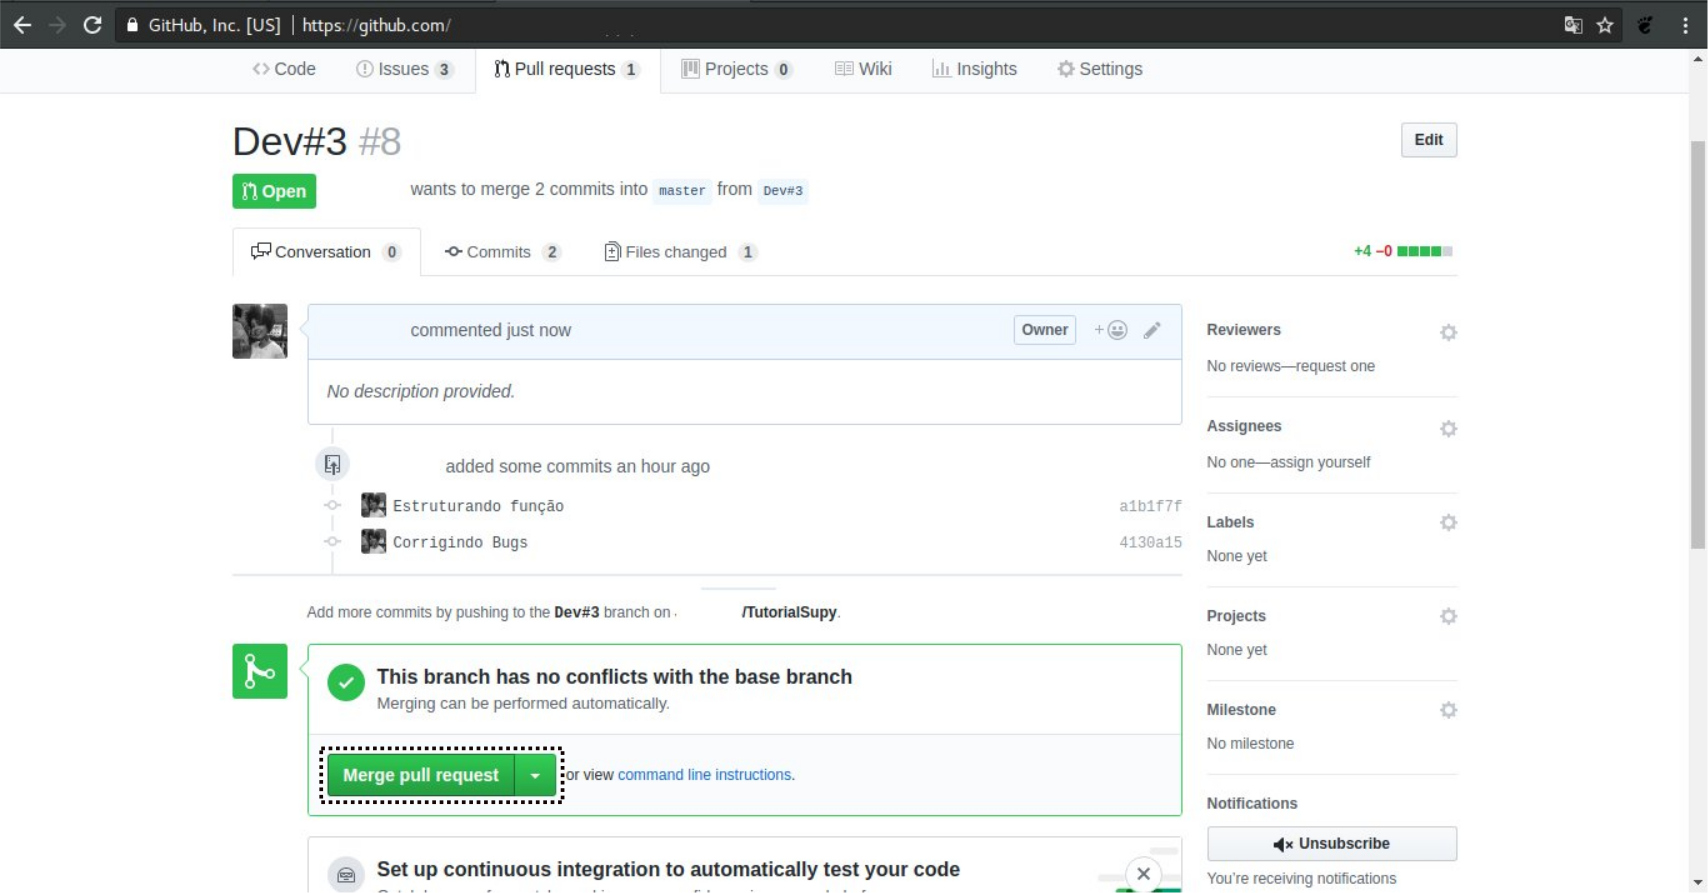 GitHub, Inc. [US] | https://github.com/
Code Issues 3 Pull requests 1 Projects 0 Wiki Insights Settings
Dev#3 #8
Edit
Open wants to merge 2 commits into master from Dev#3
Conversation 0 Commits 2 Files changed 1 +4 −0
commented just now Owner +
No description provided.
added some commits an hour ago
Estruturando função a1b1f7f
Corrigindo Bugs 4130a15
Add more commits by pushing to the Dev#3 branch on /TutorialSupy.
This branch has no conflicts with the base branch
Merging can be performed automatically.
Merge pull request or view command line instructions.
Set up continuous integration to automatically test your code
Reviewers
No reviews—request one
Assignees
No one—assign yourself
Labels
None yet
Projects
None yet
Milestone
No milestone
Notifications
Unsubscribe
You're receiving notifications